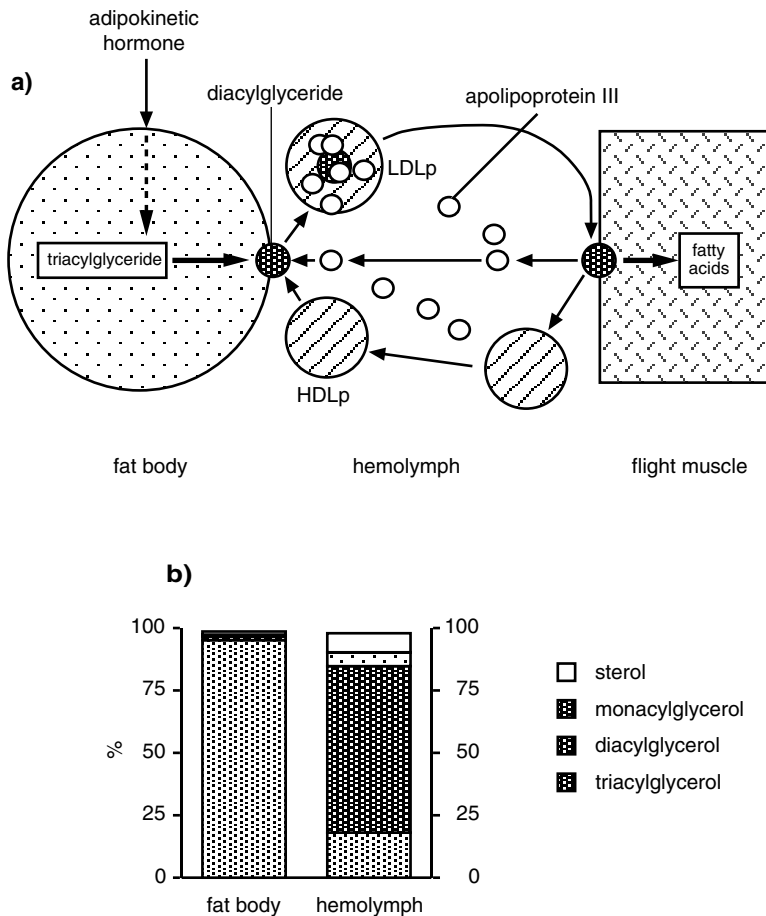 adipokinetic
hormone
a)
diacylglyceride
apolipoprotein III
LDLp
triacylglyceride
fatty
acids
HDLp
fat body
hemolymph
flight muscle
b)
100
75
50
25
0
%
100
75
50
25
0
fat body
hemolymph
sterol
monacylglycerol
diacylglycerol
triacylglycerol